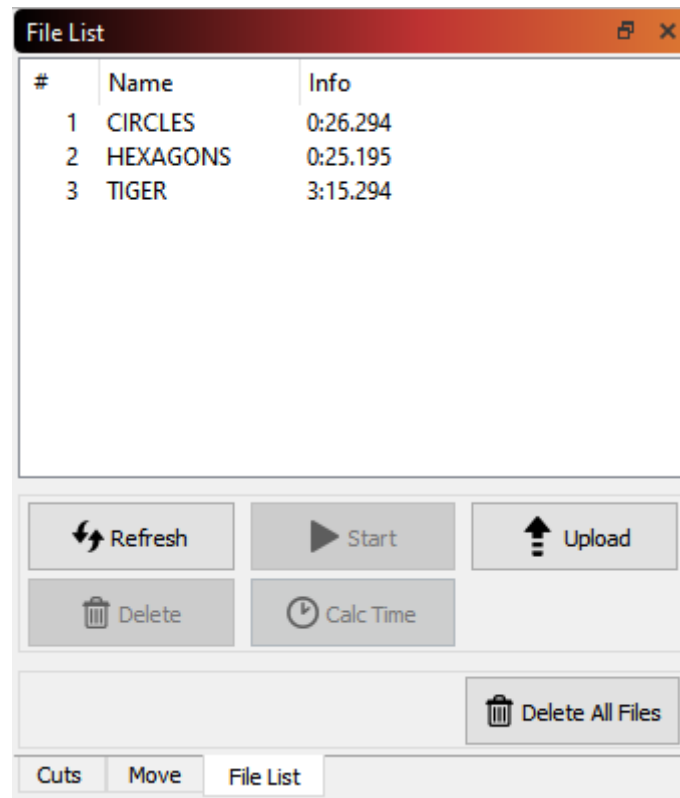 File List
# Name Info
1 CIRCLES 0:26.294
2 HEXAGONS 0:25.195
3 TIGER 3:15.294
Refresh Start Upload
Delete Calc Time
Delete All Files
Cuts Move File List